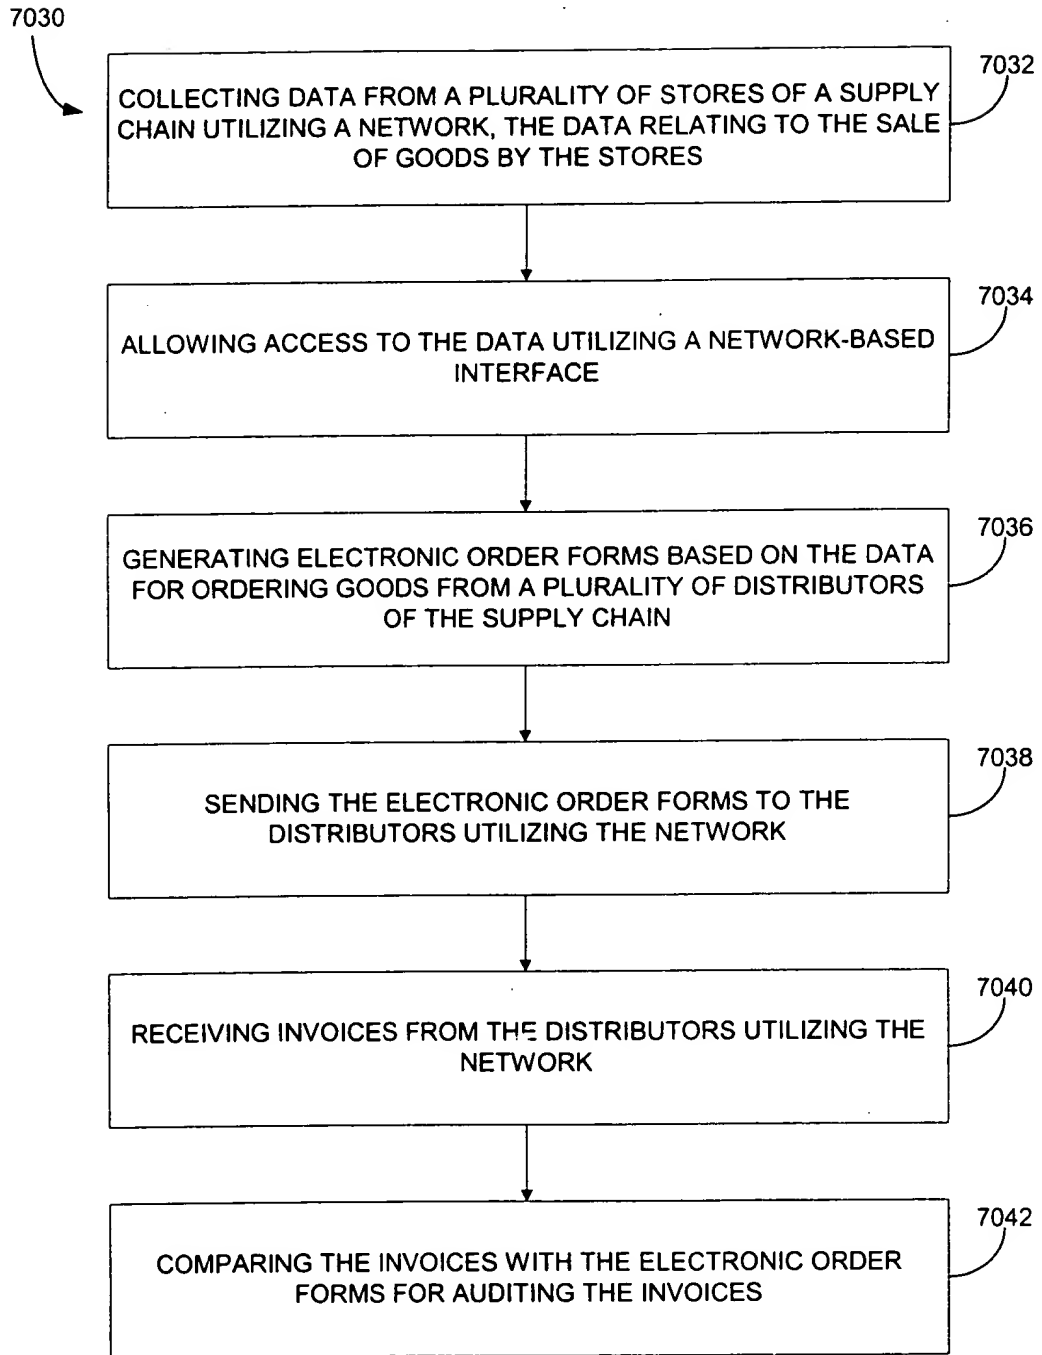 7030
7032
COLLECTING DATA FROM A PLURALITY OF STORES OF A SUPPLY
CHAIN UTILIZING A NETWORK, THE DATA RELATING TO THE SALE
OF GOODS BY THE STORES
7034
ALLOWING ACCESS TO THE DATA UTILIZING A NETWORK-BASED
INTERFACE
7036
GENERATING ELECTRONIC ORDER FORMS BASED ON THE DATA
FOR ORDERING GOODS FROM A PLURALITY OF DISTRIBUTORS
OF THE SUPPLY CHAIN
7038
SENDING THE ELECTRONIC ORDER FORMS TO THE
DISTRIBUTORS UTILIZING THE NETWORK
7040
RECEIVING INVOICES FROM THE DISTRIBUTORS UTILIZING THE
NETWORK
7042
COMPARING THE INVOICES WITH THE ELECTRONIC ORDER
FORMS FOR AUDITING THE INVOICES